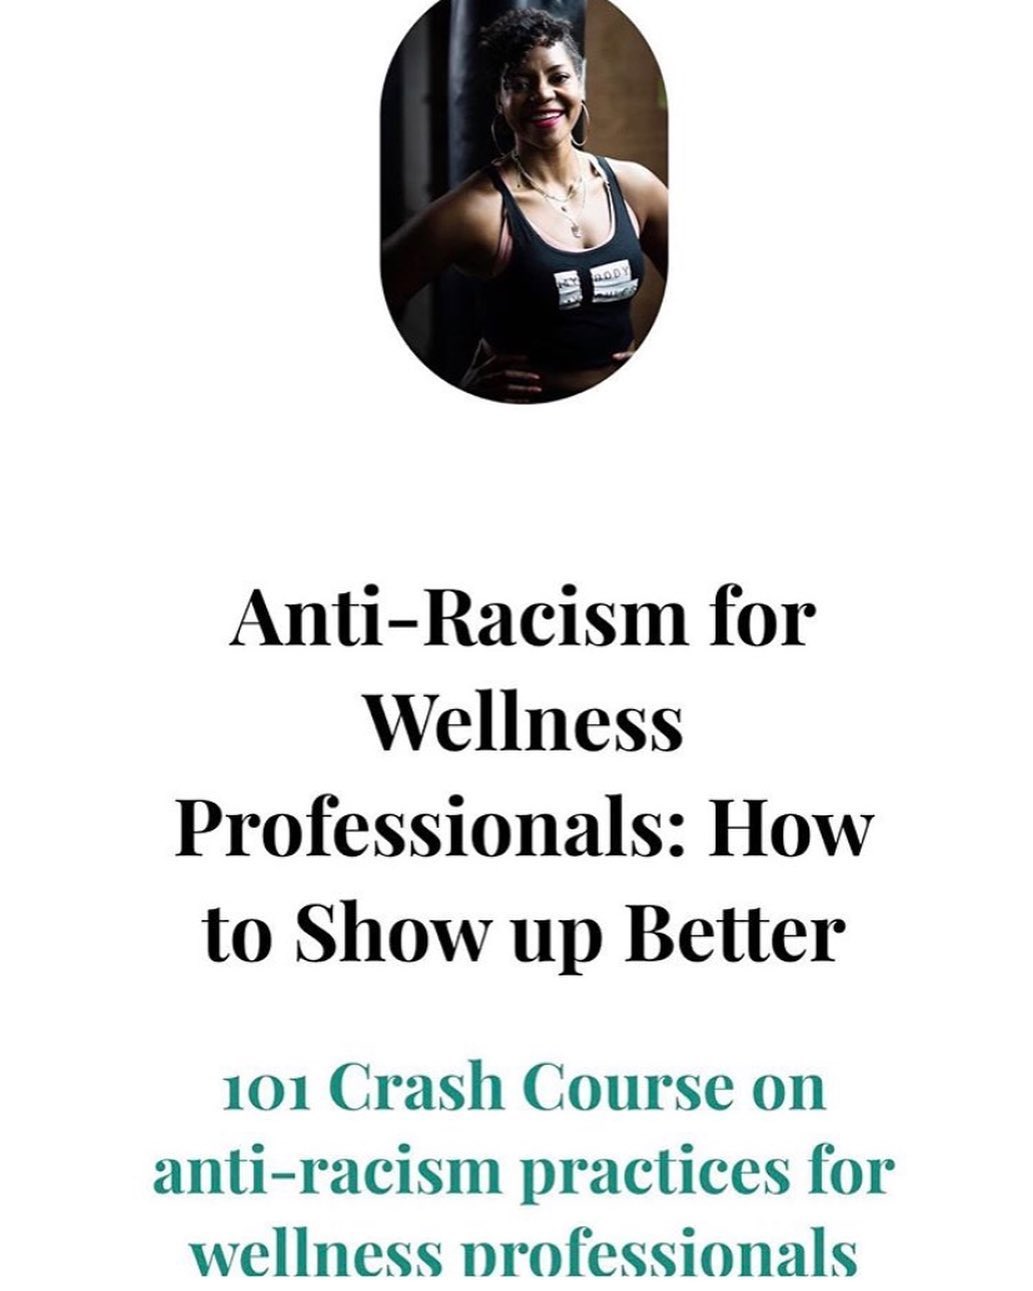 BODY
Anti-Racism for
Wellness
Professionals: How
to Show up Better
101 Crash Course on
anti-racism practices for
wellness professionals